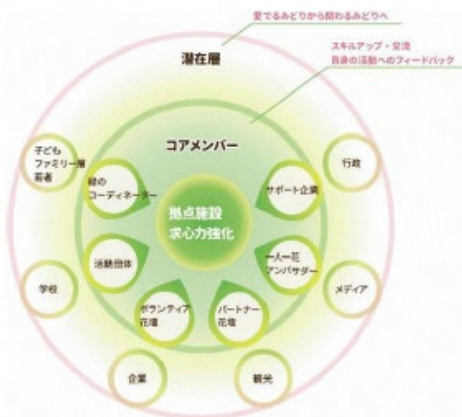 愛でるみどりから関わるみどりへ
スキルアップ・交流
自身の活動へのフィードバック
潜在層
コアメンバー
子ども
ファミリー層
若者
緑の
コーディネーター
拠点施設
求心力強化
サポート企業
行政
活動団体
一人一花
アンバサダー
学校
ボランティア
花壇
パートナー
花壇
メディア
企業
観光